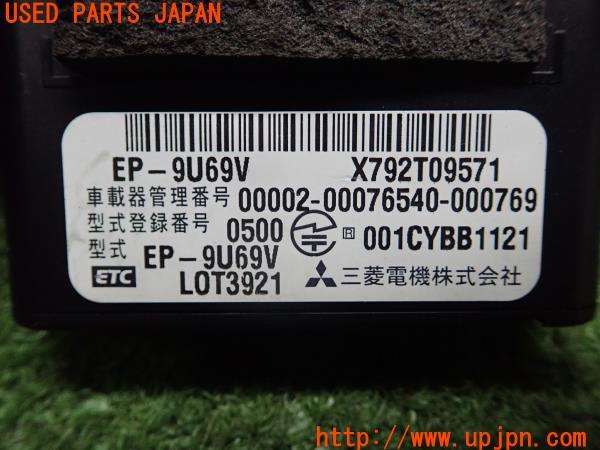 USED PARTS JAPAN
EP-9U69V X792T09571
車載器管理番号 00002-00076540-000769
型式登録番号 0500 R 001CYBB1121
型式 EP-9U69V
ETC LOT3921 三菱電機株式会社
http://www.upjpn.com